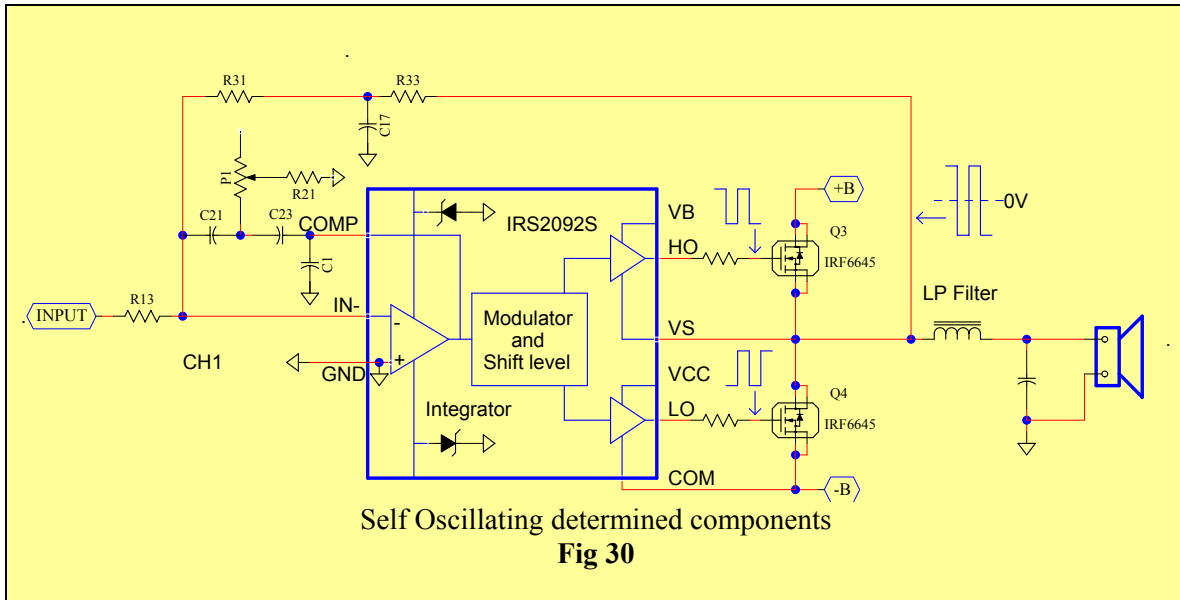 R31
R33
C17
P1
R21
C21
C23
COMP
C1
IRS2092S
VB
HO
+B
0V
Q3
IRF6645
LP Filter
INPUT
R13
IN-
-
+
Modulator
and
Shift level
VS
CH1
GND
VCC
LO
Integrator
Q4
IRF6645
COM
-B
Self Oscillating determined components
Fig 30